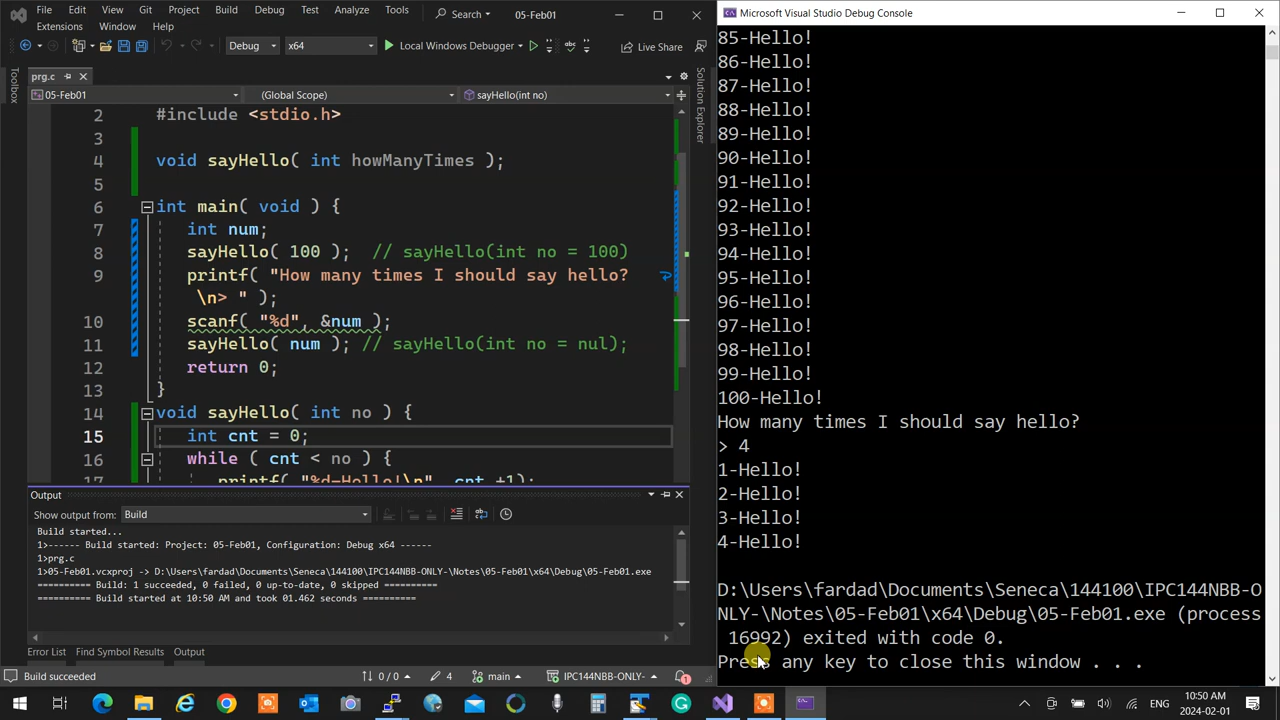 File Edit View Git Project Build Debug Test Analyze Tools
Extensions Window Help
Search
05-Feb01
Debug
x64
Local Windows Debugger
Live Share
Toolbox
prg.c
05-Feb01
(Global Scope)
sayHello(int no)
Solution Explorer
2 #include <stdio.h>
3
4 void sayHello( int howManyTimes );
5
6 int main( void ) {
7 int num;
8 sayHello( 100 ); // sayHello(int no = 100)
9 printf( "How many times I should say hello?
\n> " );
10 scanf( "%d", &num );
11 sayHello( num ); // sayHello(int no = nul);
12 return 0;
13 }
14 void sayHello( int no ) {
15 int cnt = 0;
16 while ( cnt < no ) {
17 printf( "%d-Hello!\n", cnt +1);
Output
Show output from: Build
Build started...
1>------ Build started: Project: 05-Feb01, Configuration: Debug x64 ------
1>prg.c
1>05-Feb01.vcxproj -> D:\Users\fardad\Documents\Seneca\144100\IPC144NBB-ONLY-\Notes\05-Feb01\x64\Debug\05-Feb01.exe
========== Build: 1 succeeded, 0 failed, 0 up-to-date, 0 skipped ==========
========== Build started at 10:50 AM and took 01.462 seconds ==========
Error List Find Symbol Results Output
Build succeeded
0 / 0
4
main
IPC144NBB-ONLY-
1
Microsoft Visual Studio Debug Console
85-Hello!
86-Hello!
87-Hello!
88-Hello!
89-Hello!
90-Hello!
91-Hello!
92-Hello!
93-Hello!
94-Hello!
95-Hello!
96-Hello!
97-Hello!
98-Hello!
99-Hello!
100-Hello!
How many times I should say hello?
> 4
1-Hello!
2-Hello!
3-Hello!
4-Hello!
D:\Users\fardad\Documents\Seneca\144100\IPC144NBB-O
NLY-\Notes\05-Feb01\x64\Debug\05-Feb01.exe (process
16992) exited with code 0.
Press any key to close this window . . .
ENG
10:50 AM
2024-02-01